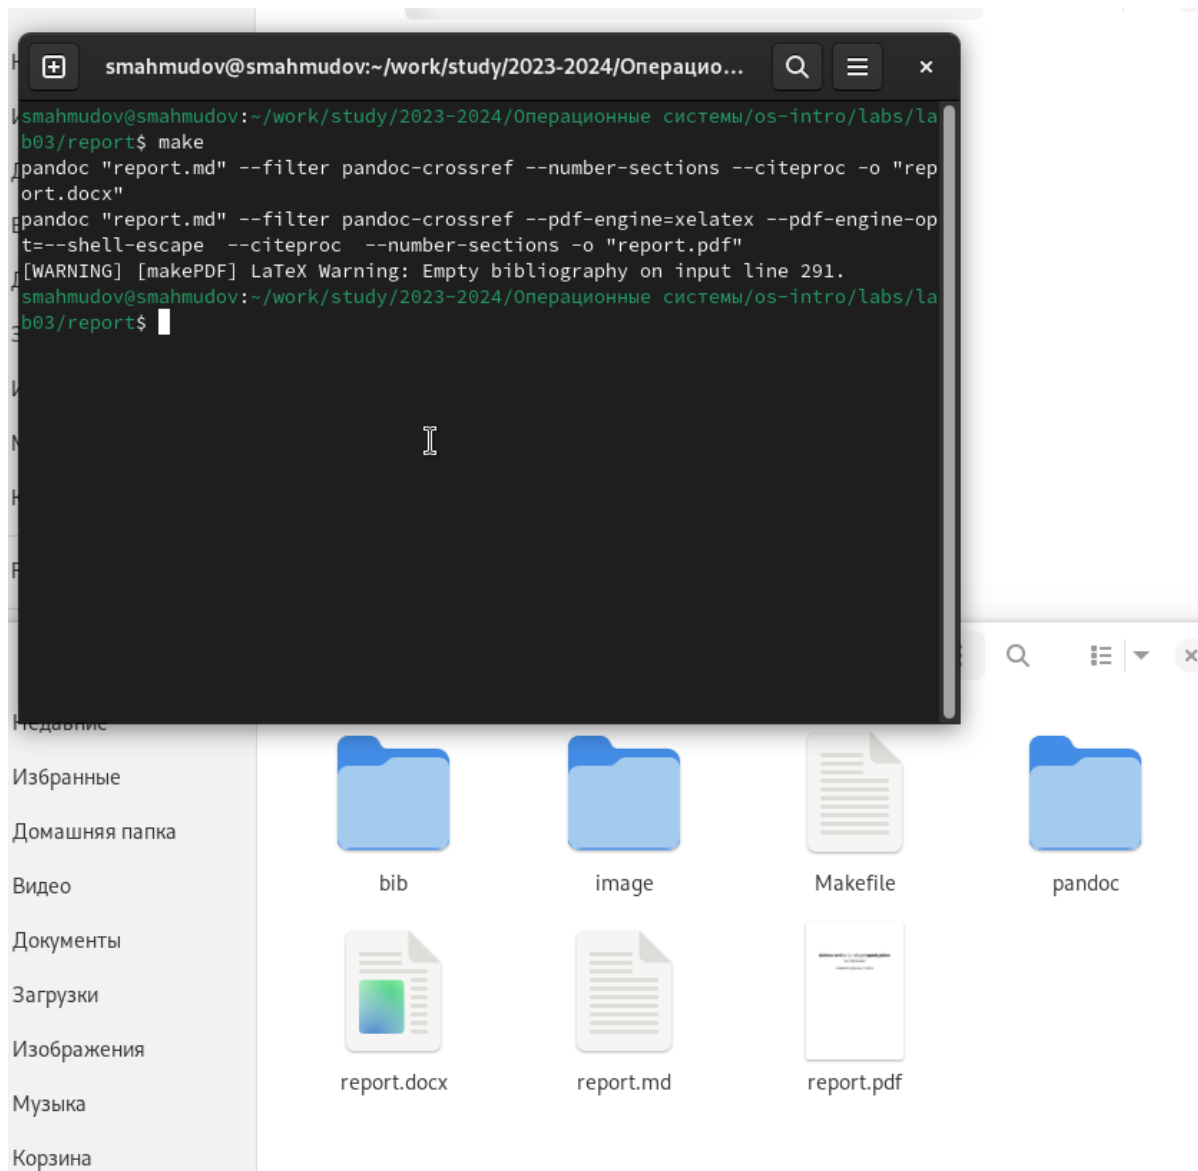 smahmudov@smahmudov:~/work/study/2023-2024/Операцио...
smahmudov@smahmudov:~/work/study/2023-2024/Операционные системы/os-intro/labs/la
b03/report$ make
pandoc "report.md" --filter pandoc-crossref --number-sections --citeproc -o "rep
ort.docx"
pandoc "report.md" --filter pandoc-crossref --pdf-engine=xelatex --pdf-engine-op
t=--shell-escape  --citeproc  --number-sections -o "report.pdf"
[WARNING] [makePDF] LaTeX Warning: Empty bibliography on input line 291.
smahmudov@smahmudov:~/work/study/2023-2024/Операционные системы/os-intro/labs/la
b03/report$
Недавние
Избранные
Домашняя папка
Видео
Документы
Загрузки
Изображения
Музыка
Корзина
bib
image
Makefile
pandoc
report.docx
report.md
report.pdf